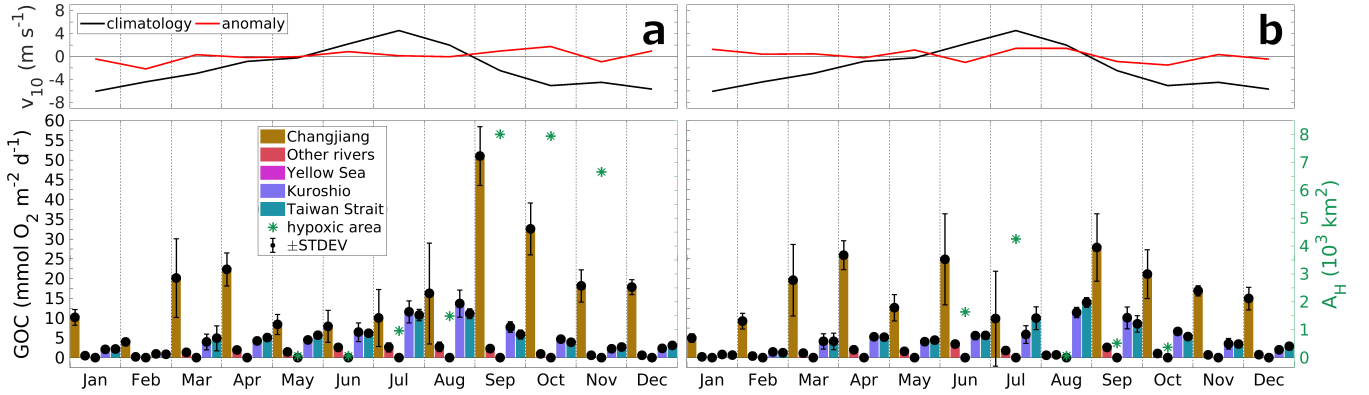 8
4
0
-4
-8
v10 (m s-1)
climatology
anomaly
a
b
60
55
50
45
40
35
30
25
20
15
10
5
0
GOC (mmol O2 m-2 d-1)
Changjiang
Other rivers
Yellow Sea
Kuroshio
Taiwan Strait
hypoxic area
±STDEV
8
7
6
5
4
3
2
1
0
AH (103 km2)
Jan Feb Mar Apr May Jun Jul Aug Sep Oct Nov Dec
Jan Feb Mar Apr May Jun Jul Aug Sep Oct Nov Dec